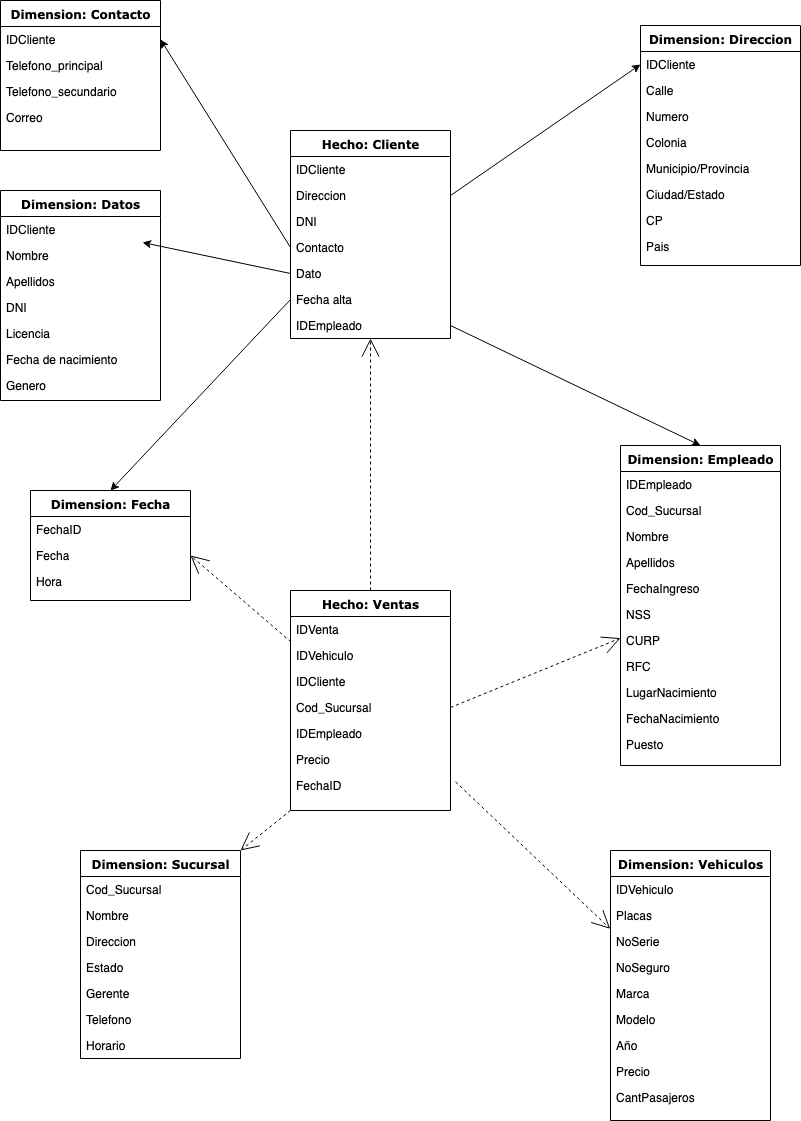 Dimension: Contacto
IDCliente
Telefono_principal
Telefono_secundario
Correo
Dimension: Direccion
IDCliente
Calle
Numero
Colonia
Municipio/Provincia
Ciudad/Estado
CP
Pais
Hecho: Cliente
IDCliente
Direccion
DNI
Contacto
Dato
Fecha alta
IDEmpleado
Dimension: Datos
IDCliente
Nombre
Apellidos
DNI
Licencia
Fecha de nacimiento
Genero
Dimension: Empleado
IDEmpleado
Cod_Sucursal
Nombre
Apellidos
FechaIngreso
NSS
CURP
RFC
LugarNacimiento
FechaNacimiento
Puesto
Dimension: Fecha
FechaID
Fecha
Hora
Hecho: Ventas
IDVenta
IDVehiculo
IDCliente
Cod_Sucursal
IDEmpleado
Precio
FechaID
Dimension: Sucursal
Cod_Sucursal
Nombre
Direccion
Estado
Gerente
Telefono
Horario
Dimension: Vehiculos
IDVehiculo
Placas
NoSerie
NoSeguro
Marca
Modelo
Año
Precio
CantPasajeros